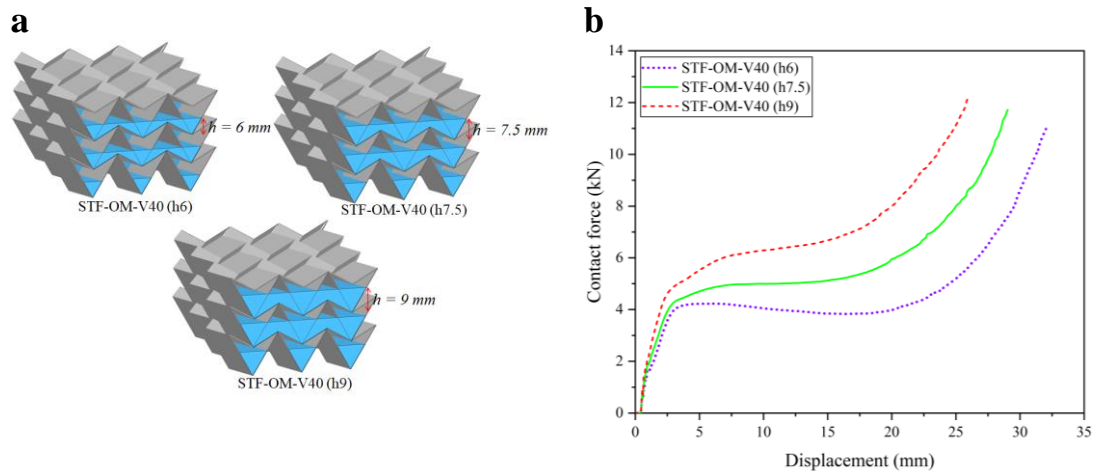 a
h = 6 mm
STF-OM-V40 (h6)
h = 7.5 mm
STF-OM-V40 (h7.5)
h = 9 mm
STF-OM-V40 (h9)
b
14
12
10
8
6
4
2
0
Contact force (kN)
STF-OM-V40 (h6)
STF-OM-V40 (h7.5)
STF-OM-V40 (h9)
0 5 10 15 20 25 30 35
Displacement (mm)